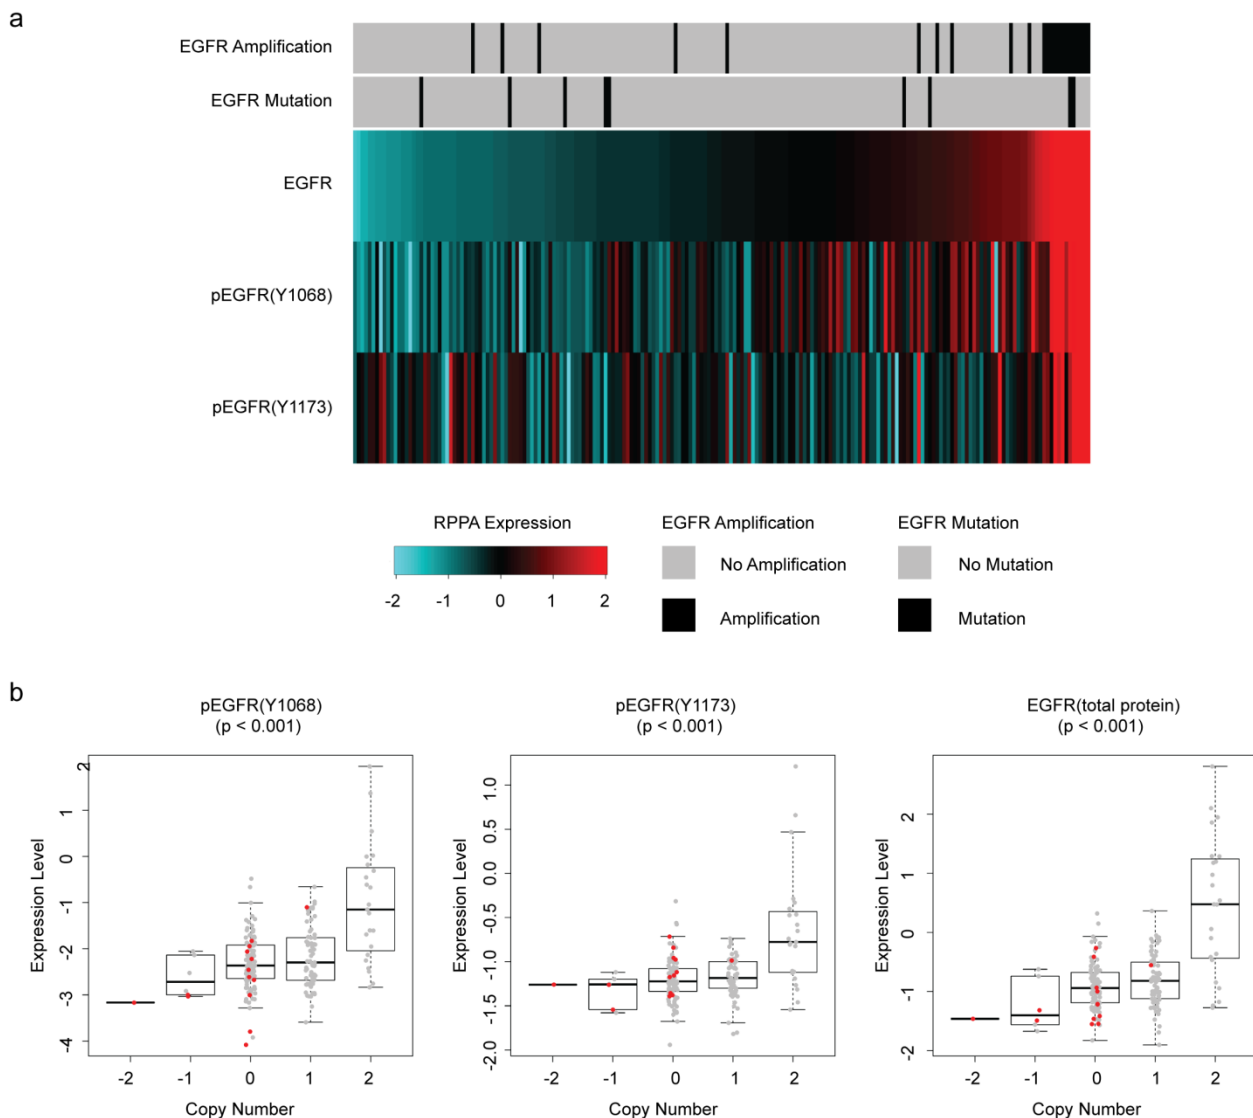 a
EGFR Amplification
EGFR Mutation
EGFR
pEGFR(Y1068)
pEGFR(Y1173)
RPPA Expression
EGFR Amplification
EGFR Mutation
No Amplification
No Mutation
-2 -1 0 1 2
Amplification
Mutation
b
pEGFR(Y1068)
(p < 0.001)
Expression Level
2
1
0
-1
-2
-3
-4
-2 -1 0 1 2
Copy Number
pEGFR(Y1173)
(p < 0.001)
Expression Level
1.0
0.5
0.0
-0.5
-1.0
-1.5
-2.0
-2 -1 0 1 2
Copy Number
EGFR(total protein)
(p < 0.001)
Expression Level
2
1
0
-1
-2
-2 -1 0 1 2
Copy Number